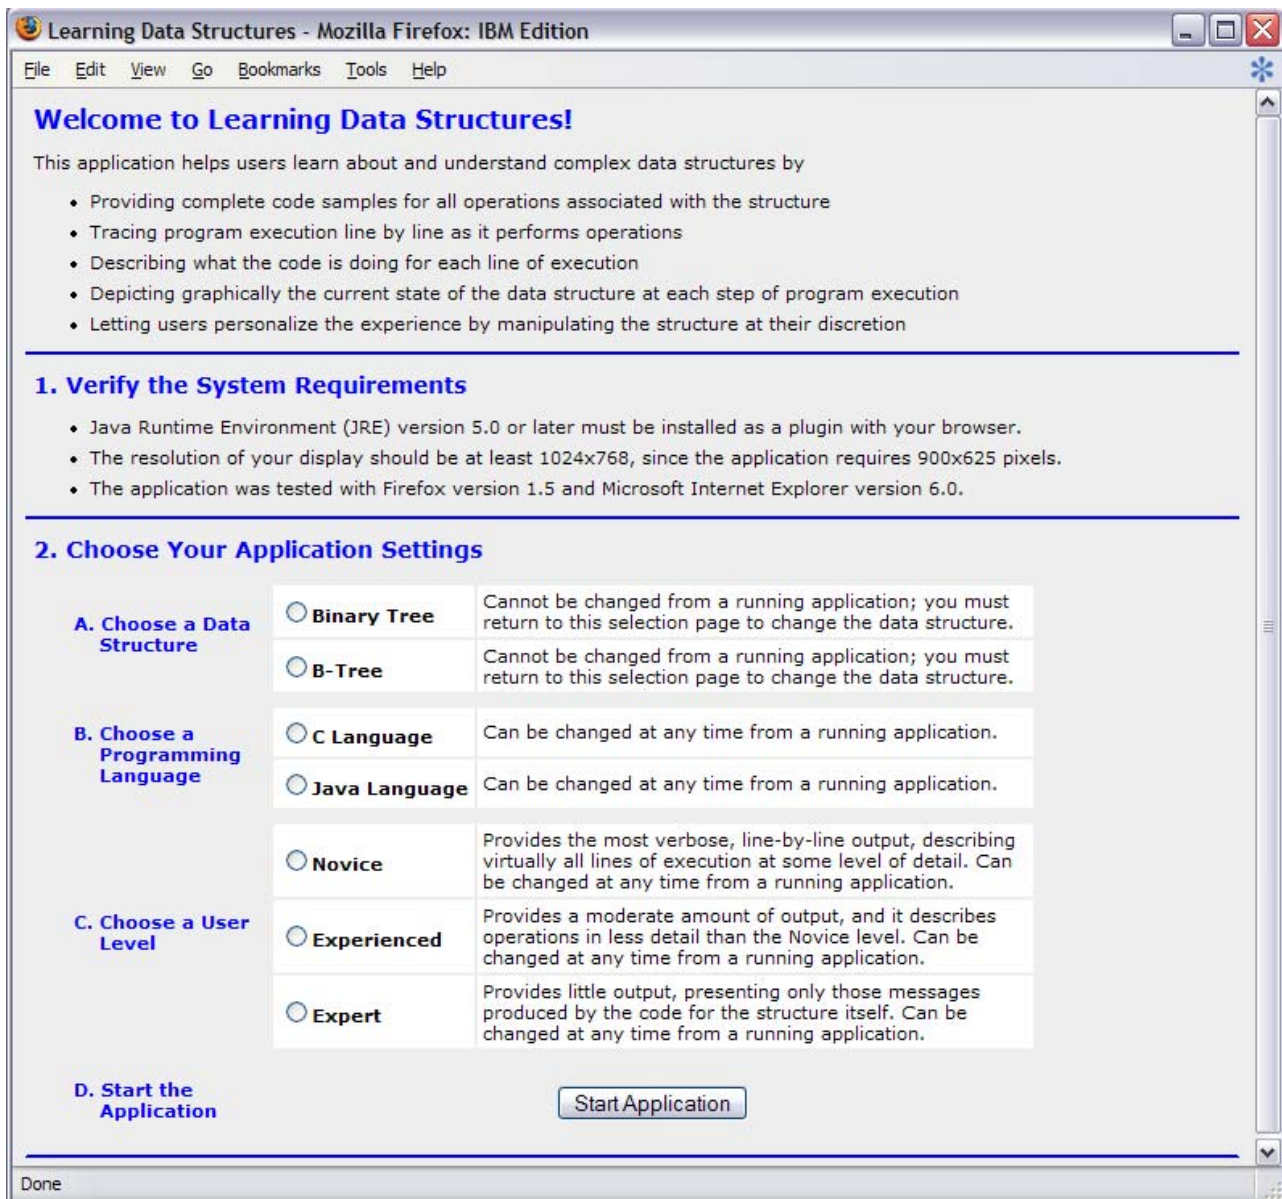 Learning Data Structures - Mozilla Firefox: IBM Edition
File Edit View Go Bookmarks Tools Help
Welcome to Learning Data Structures!
This application helps users learn about and understand complex data structures by
• Providing complete code samples for all operations associated with the structure
• Tracing program execution line by line as it performs operations
• Describing what the code is doing for each line of execution
• Depicting graphically the current state of the data structure at each step of program execution
• Letting users personalize the experience by manipulating the structure at their discretion
1. Verify the System Requirements
• Java Runtime Environment (JRE) version 5.0 or later must be installed as a plugin with your browser.
• The resolution of your display should be at least 1024x768, since the application requires 900x625 pixels.
• The application was tested with Firefox version 1.5 and Microsoft Internet Explorer version 6.0.
2. Choose Your Application Settings
A. Choose a Data
Structure
Binary Tree
Cannot be changed from a running application; you must
return to this selection page to change the data structure.
B-Tree
Cannot be changed from a running application; you must
return to this selection page to change the data structure.
B. Choose a
Programming
Language
C Language
Can be changed at any time from a running application.
Java Language
Can be changed at any time from a running application.
C. Choose a User
Level
Novice
Provides the most verbose, line-by-line output, describing
virtually all lines of execution at some level of detail. Can
be changed at any time from a running application.
Experienced
Provides a moderate amount of output, and it describes
operations in less detail than the Novice level. Can be
changed at any time from a running application.
Expert
Provides little output, presenting only those messages
produced by the code for the structure itself. Can be
changed at any time from a running application.
D. Start the
Application
Start Application
Done